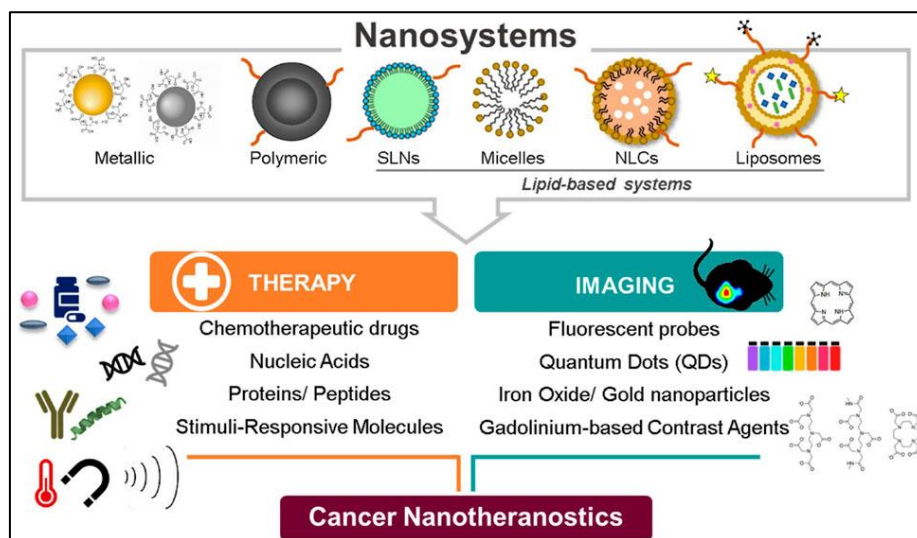 Nanosystems
Metallic
Polymeric
SLNs
Micelles
NLCs
Liposomes
Lipid-based systems
THERAPY
Chemotherapeutic drugs
Nucleic Acids
Proteins/ Peptides
Stimuli-Responsive Molecules
IMAGING
Fluorescent probes
Quantum Dots (QDs)
Iron Oxide/ Gold nanoparticles
Gadolinium-based Contrast Agents
Cancer Nanotheranostics